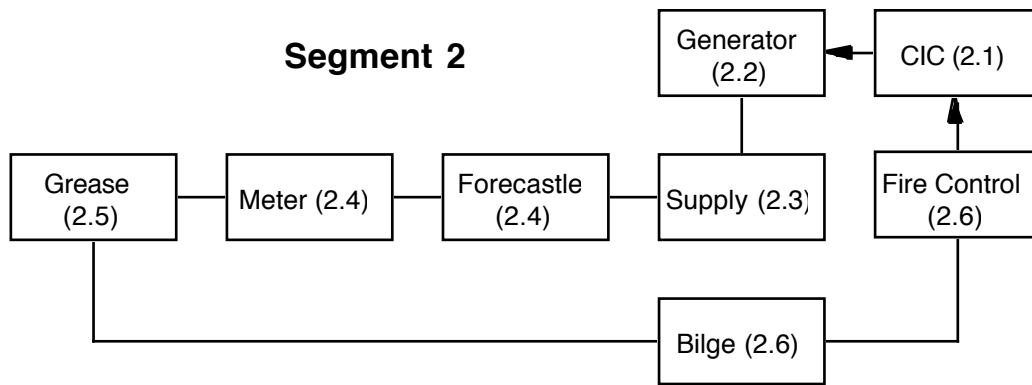 Segment 2
Generator
(2.2)
CIC (2.1)
Grease
(2.5)
Meter (2.4)
Forecastle
(2.4)
Supply (2.3)
Fire Control
(2.6)
Bilge (2.6)